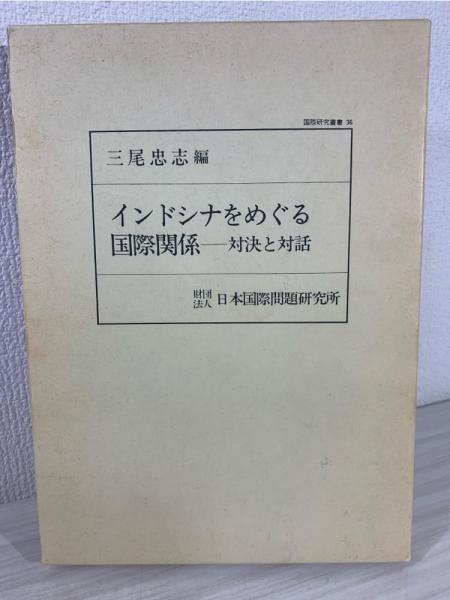 国際研究叢書 36
三尾忠志編
インドシナをめぐる
国際関係——対決と対話
財団法人 日本国際問題研究所